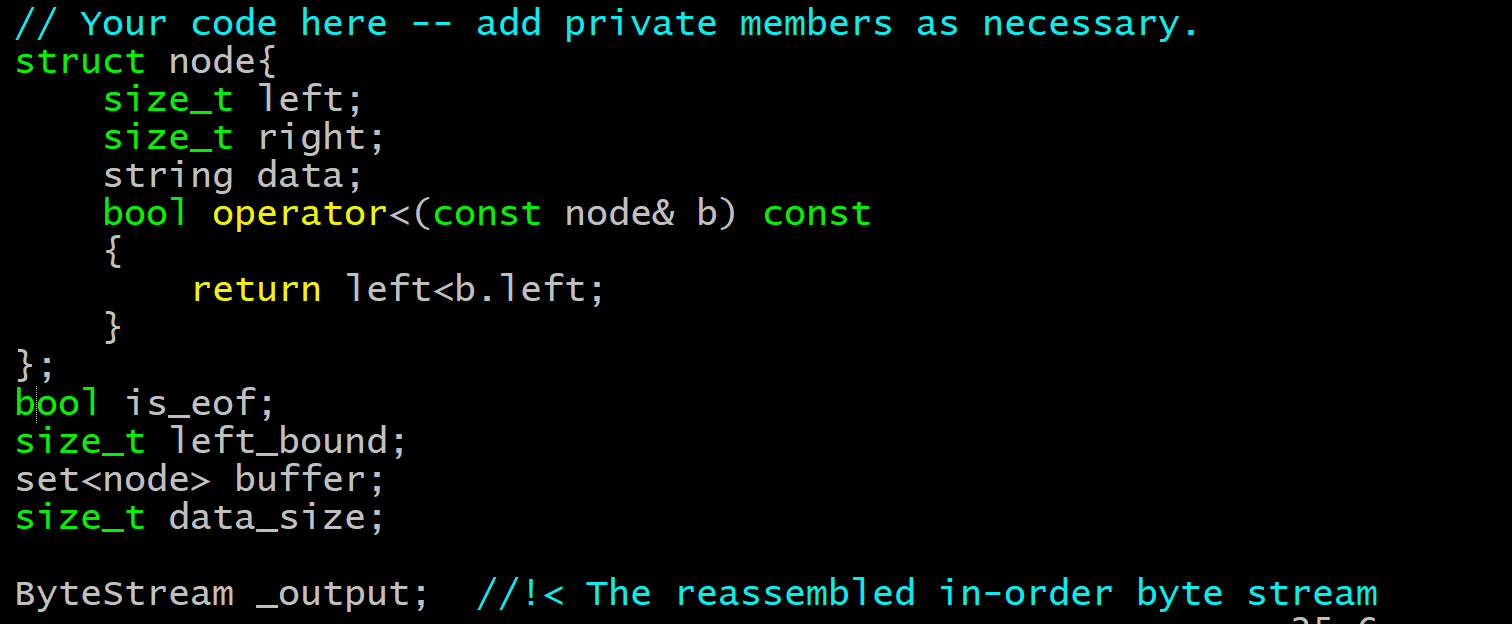 // Your code here -- add private members as necessary.
struct node{
    size_t left;
    size_t right;
    string data;
    bool operator<(const node& b) const
    {
        return left<b.left;
    }
};
bool is_eof;
size_t left_bound;
set<node> buffer;
size_t data_size;

ByteStream _output;  //!< The reassembled in-order byte stream